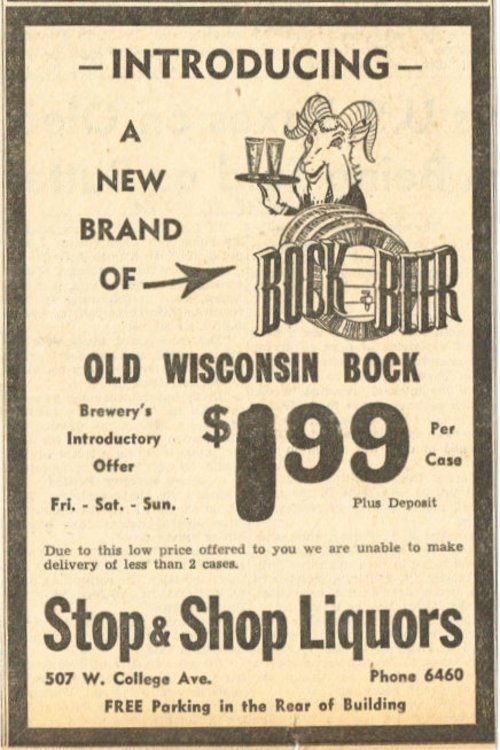 – INTRODUCING –
A
NEW
BRAND
OF
BOCK BEER
OLD WISCONSIN BOCK
Brewery's
Introductory
Offer
Fri. - Sat. - Sun.
$1.99
Per
Case
Plus Deposit
Due to this low price offered to you we are unable to make
delivery of less than 2 cases.
Stop & Shop Liquors
507 W. College Ave. Phone 6460
FREE Parking in the Rear of Building